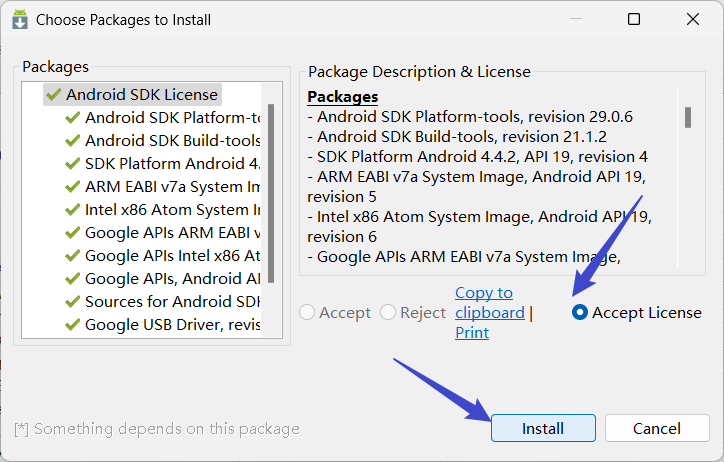 Choose Packages to Install
Packages
Android SDK License
Android SDK Platform-to
Android SDK Build-tools
SDK Platform Android 4.
ARM EABI v7a System Im
Intel x86 Atom System I
Google APIs ARM EABI v
Google APIs Intel x86 At
Google APIs, Android AP
Sources for Android SDK
Google USB Driver, revis
Package Description & License
Packages
- Android SDK Platform-tools, revision 29.0.6
- Android SDK Build-tools, revision 21.1.2
- SDK Platform Android 4.4.2, API 19, revision 4
- ARM EABI v7a System Image, Android API 19,
revision 5
- Intel x86 Atom System Image, Android API 19,
revision 6
- Google APIs ARM EABI v7a System Image,
Accept
Reject
Copy to
clipboard |
Print
Accept License
[*] Something depends on this package
Install
Cancel